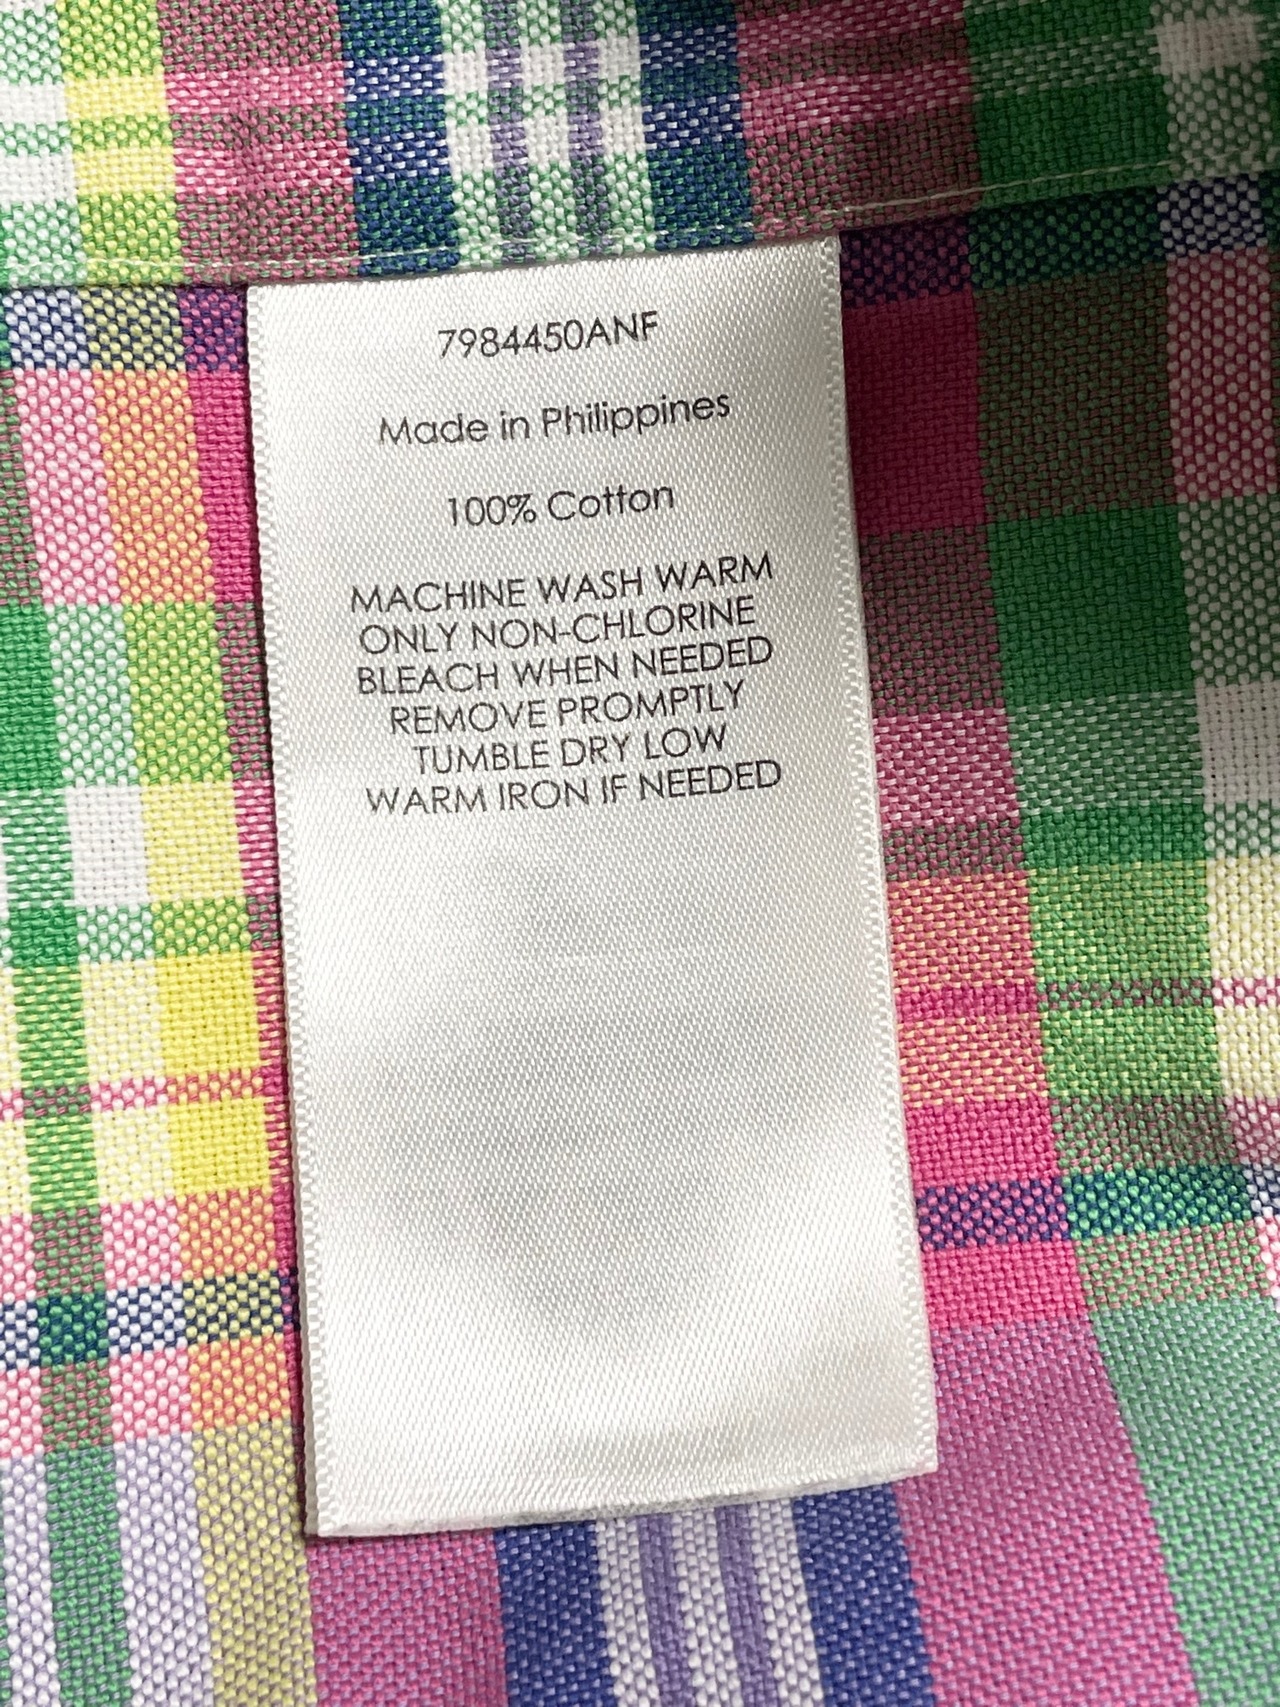 7984450ANF
Made in Philippines
100% Cotton
MACHINE WASH WARM
ONLY NON-CHLORINE
BLEACH WHEN NEEDED
REMOVE PROMPTLY
TUMBLE DRY LOW
WARM IRON IF NEEDED